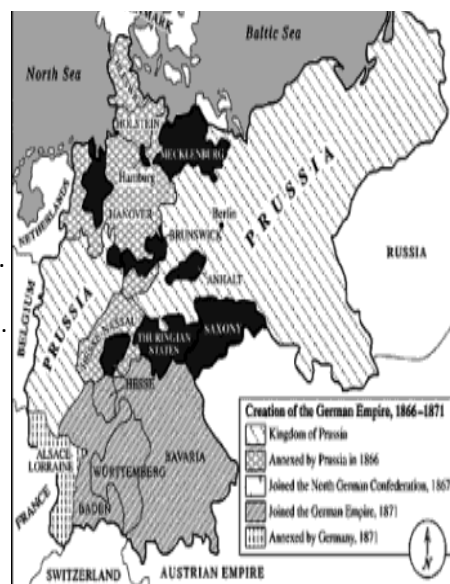 DENMARK
Baltic Sea
North Sea
HOLSTEIN
MECKLENBURG
Hamburg
HANOVER
NETHERLANDS
Berlin
PRUSSIA
BRUNSWICK
RUSSIA
ANHALT
BELGIUM
PRUSSIA
NASSAU
THURINGIAN
STATES
SAXONY
HESSE
Creation of the German Empire, 1866–1871
Kingdom of Prussia
Annexed by Prussia in 1866
Joined the North German Confederation, 1867
Joined the German Empire, 1871
Annexed by Germany, 1871
N
ALSACE-
LORRAINE
BAVARIA
WÜRTTEMBERG
FRANCE
BADEN
SWITZERLAND
AUSTRIAN EMPIRE